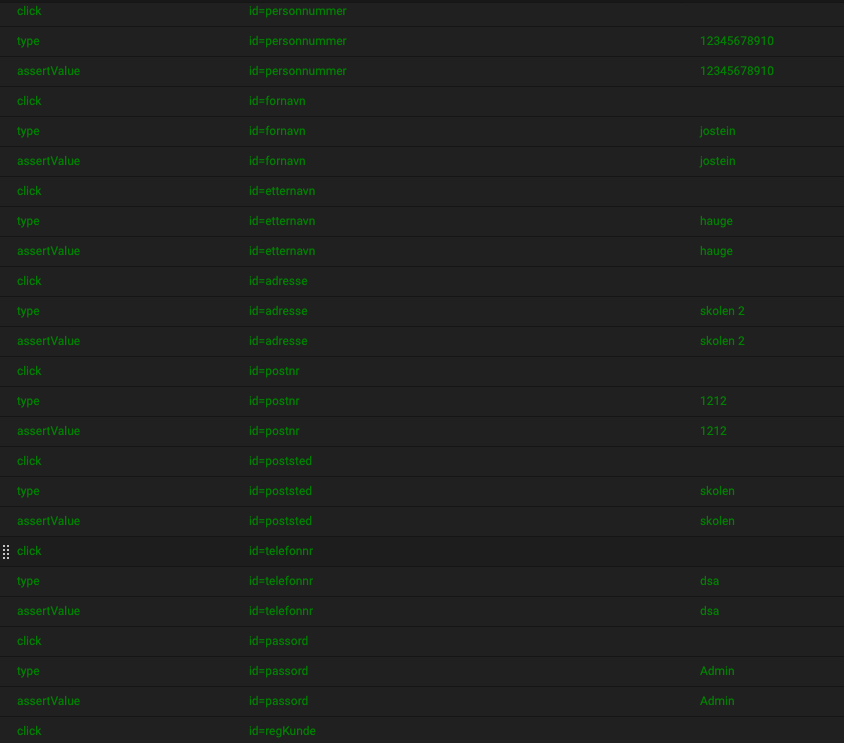 click id=personnummer
type id=personnummer 12345678910
assertValue id=personnummer 12345678910
click id=fornavn
type id=fornavn jostein
assertValue id=fornavn jostein
click id=etternavn
type id=etternavn hauge
assertValue id=etternavn hauge
click id=adresse
type id=adresse skolen 2
assertValue id=adresse skolen 2
click id=postnr
type id=postnr 1212
assertValue id=postnr 1212
click id=poststed
type id=poststed skolen
assertValue id=poststed skolen
click id=telefonnr
type id=telefonnr dsa
assertValue id=telefonnr dsa
click id=passord
type id=passord Admin
assertValue id=passord Admin
click id=regKunde